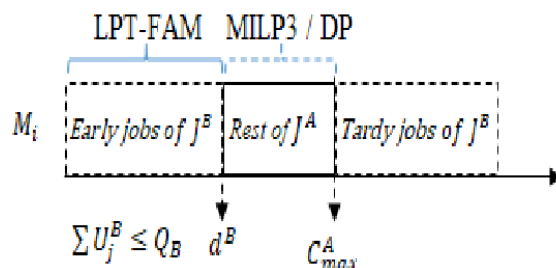 LPT-FAM MILP3 / DP
M_i Early jobs of J^B Rest of J^A Tardy jobs of J^B
∑U_j^B ≤ Q_B d^B C_max^A